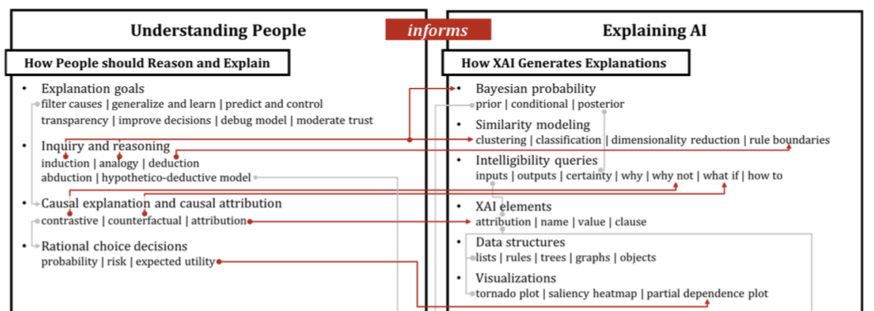 Understanding People
informs
Explaining AI
How People should Reason and Explain
How XAI Generates Explanations
• Explanation goals
filter causes | generalize and learn | predict and control
transparency | improve decisions | debug model | moderate trust
• Inquiry and reasoning
induction | analogy | deduction
abduction | hypothetico-deductive model
• Causal explanation and causal attribution
contrastive | counterfactual | attribution
• Rational choice decisions
probability | risk | expected utility
• Bayesian probability
prior | conditional | posterior
• Similarity modeling
clustering | classification | dimensionality reduction | rule boundaries
• Intelligibility queries
inputs | outputs | certainty | why | why not | what if | how to
• XAI elements
attribution | name | value | clause
• Data structures
lists | rules | trees | graphs | objects
• Visualizations
tornado plot | saliency heatmap | partial dependence plot